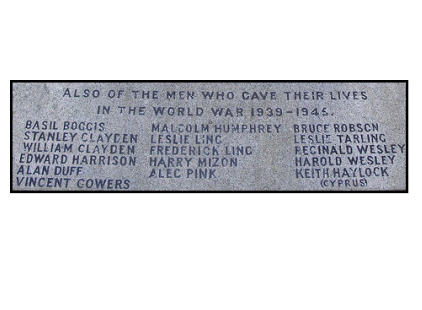 ALSO OF THE MEN WHO GAVE THEIR LIVES
IN THE WORLD WAR 1939-1945.
BASIL BOGGIS
STANLEY CLAYDEN
WILLIAM CLAYDEN
EDWARD HARRISON
ALAN DUFF
VINCENT GOWERS
MALCOLM HUMPHREY
LESLIE LING
FREDERICK LING
HARRY MIZON
ALEC PINK
BRUCE ROBSON
LESLIE TARLING
REGINALD WESLEY
HAROLD WESLEY
KEITH HAYLOCK
(CYPRUS)